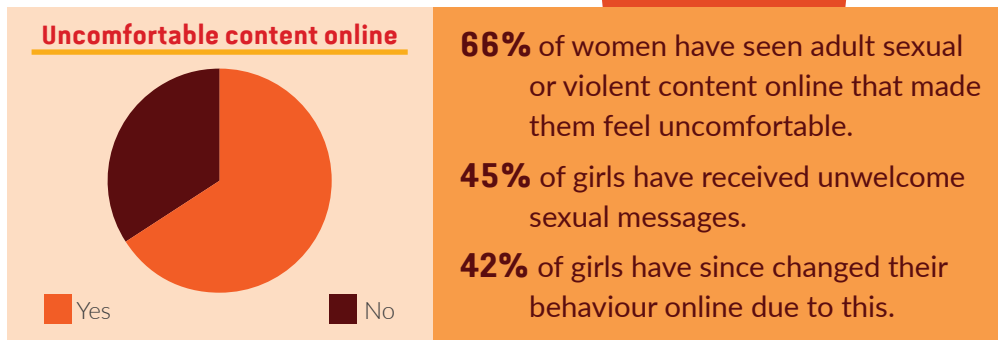 Uncomfortable content online
Yes
No
66% of women have seen adult sexual
or violent content online that made
them feel uncomfortable.
45% of girls have received unwelcome
sexual messages.
42% of girls have since changed their
behaviour online due to this.